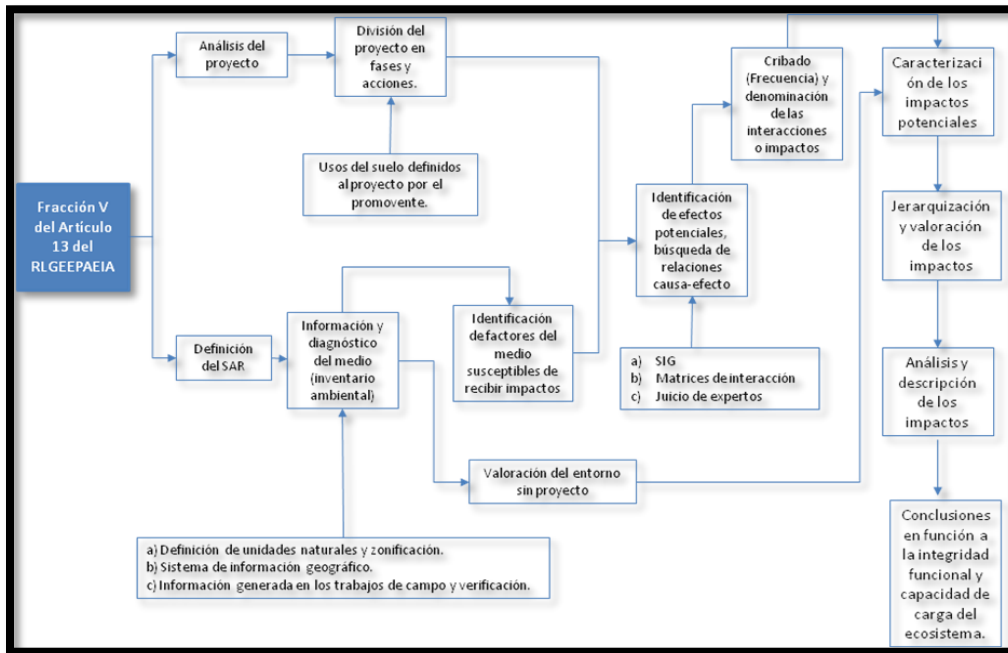 Fracción V
del Artículo
13 del
RLGEEPAEIA
Análisis del
proyecto
División del
proyecto en
fases y
acciones.
Usos del suelo definidos
al proyecto por el
promovente.
Definición
del SAR
Información y
diagnóstico
del medio
(inventario
ambiental)
Identificación
de factores del
medio
susceptibles de
recibir impactos
a) Definición de unidades naturales y zonificación.
b) Sistema de información geográfico.
c) Información generada en los trabajos de campo y verificación.
Valoración del entorno
sin proyecto
Identificación
de efectos
potenciales,
búsqueda de
relaciones
causa-efecto
a) SIG
b) Matrices de interacción
c) Juicio de expertos
Cribado
(Frecuencia) y
denominación
de las
interacciones
o impactos
Caracterizaci
ón de los
impactos
potenciales
Jerarquización
y valoración
de los
impactos
Análisis y
descripción
de los
impactos
Conclusiones
en función a
la integridad
funcional y
capacidad de
carga del
ecosistema.